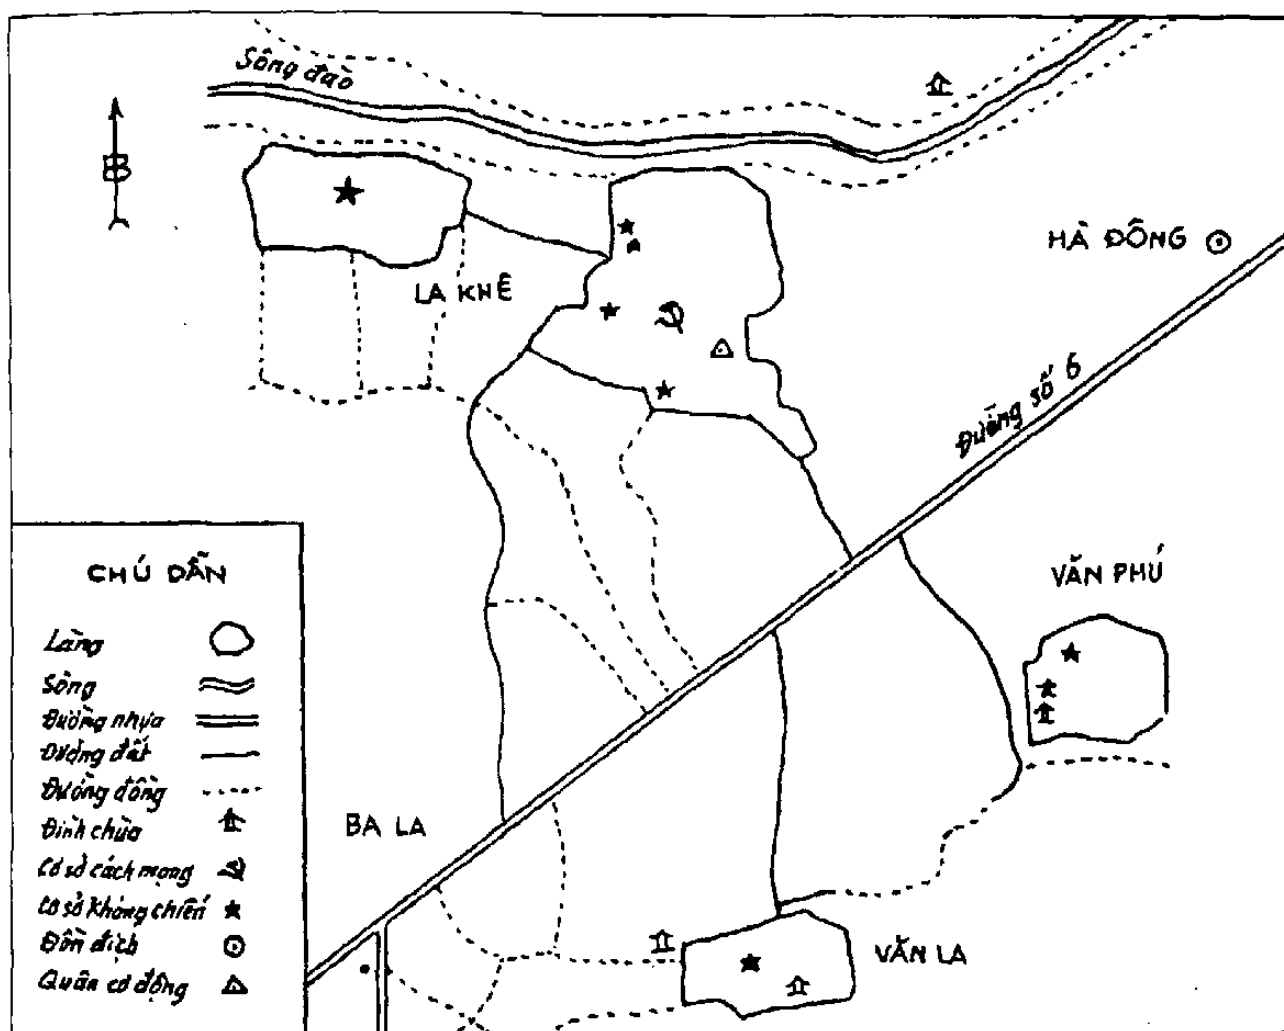 Sông đào
B
HÀ ĐÔNG
LA KHÊ
Đường số 6
VĂN PHÚ
BA LA
VĂN LA
CHÚ DẪN
Làng
Sông
Đường nhựa
Đường đất
Đường đồng
Đình chùa
Cơ sở cách mạng
Cơ sở kháng chiến
Đồn địch
Quân cơ động